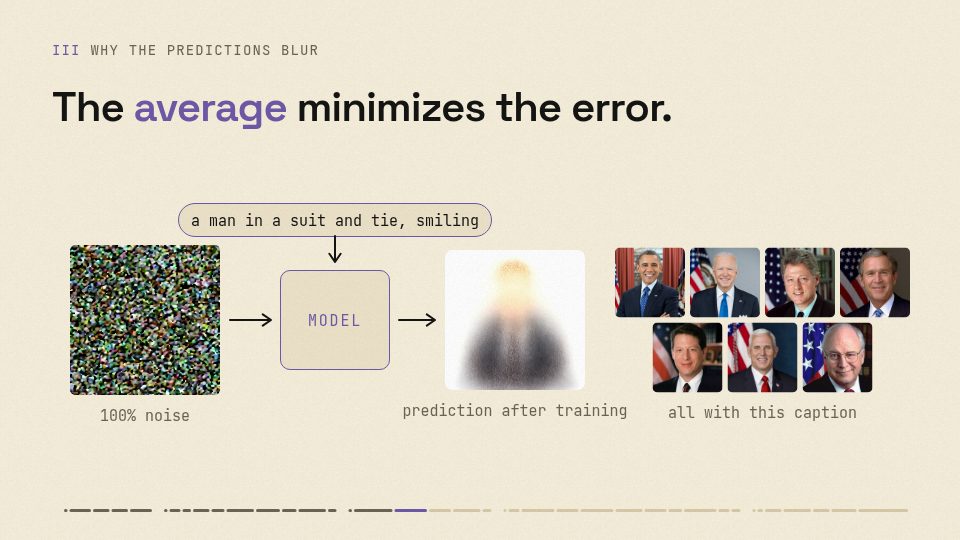 III WHY THE PREDICTIONS BLUR
The average minimizes the error.
a man in a suit and tie, smiling
MODEL
100% noise
prediction after training
all with this caption